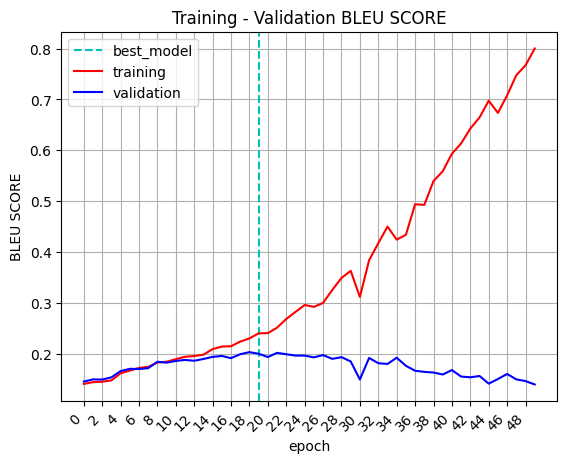 Training - Validation BLEU SCORE
best_model
training
validation
0.8
0.7
0.6
0.5
0.4
0.3
0.2
BLEU SCORE
0 2 4 6 8 10 12 14 16 18 20 22 24 26 28 30 32 34 36 38 40 42 44 46 48
epoch